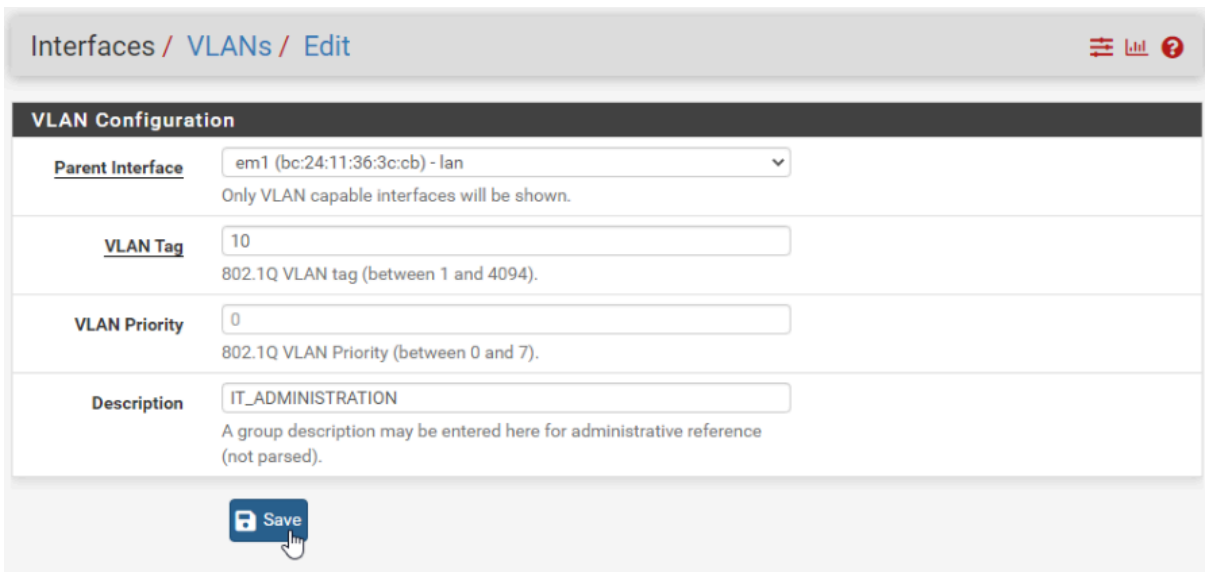 Interfaces / VLANs / Edit
VLAN Configuration
Parent Interface
em1 (bc:24:11:36:3c:cb) - lan
Only VLAN capable interfaces will be shown.
VLAN Tag
10
802.1Q VLAN tag (between 1 and 4094).
VLAN Priority
0
802.1Q VLAN Priority (between 0 and 7).
Description
IT_ADMINISTRATION
A group description may be entered here for administrative reference
(not parsed).
Save